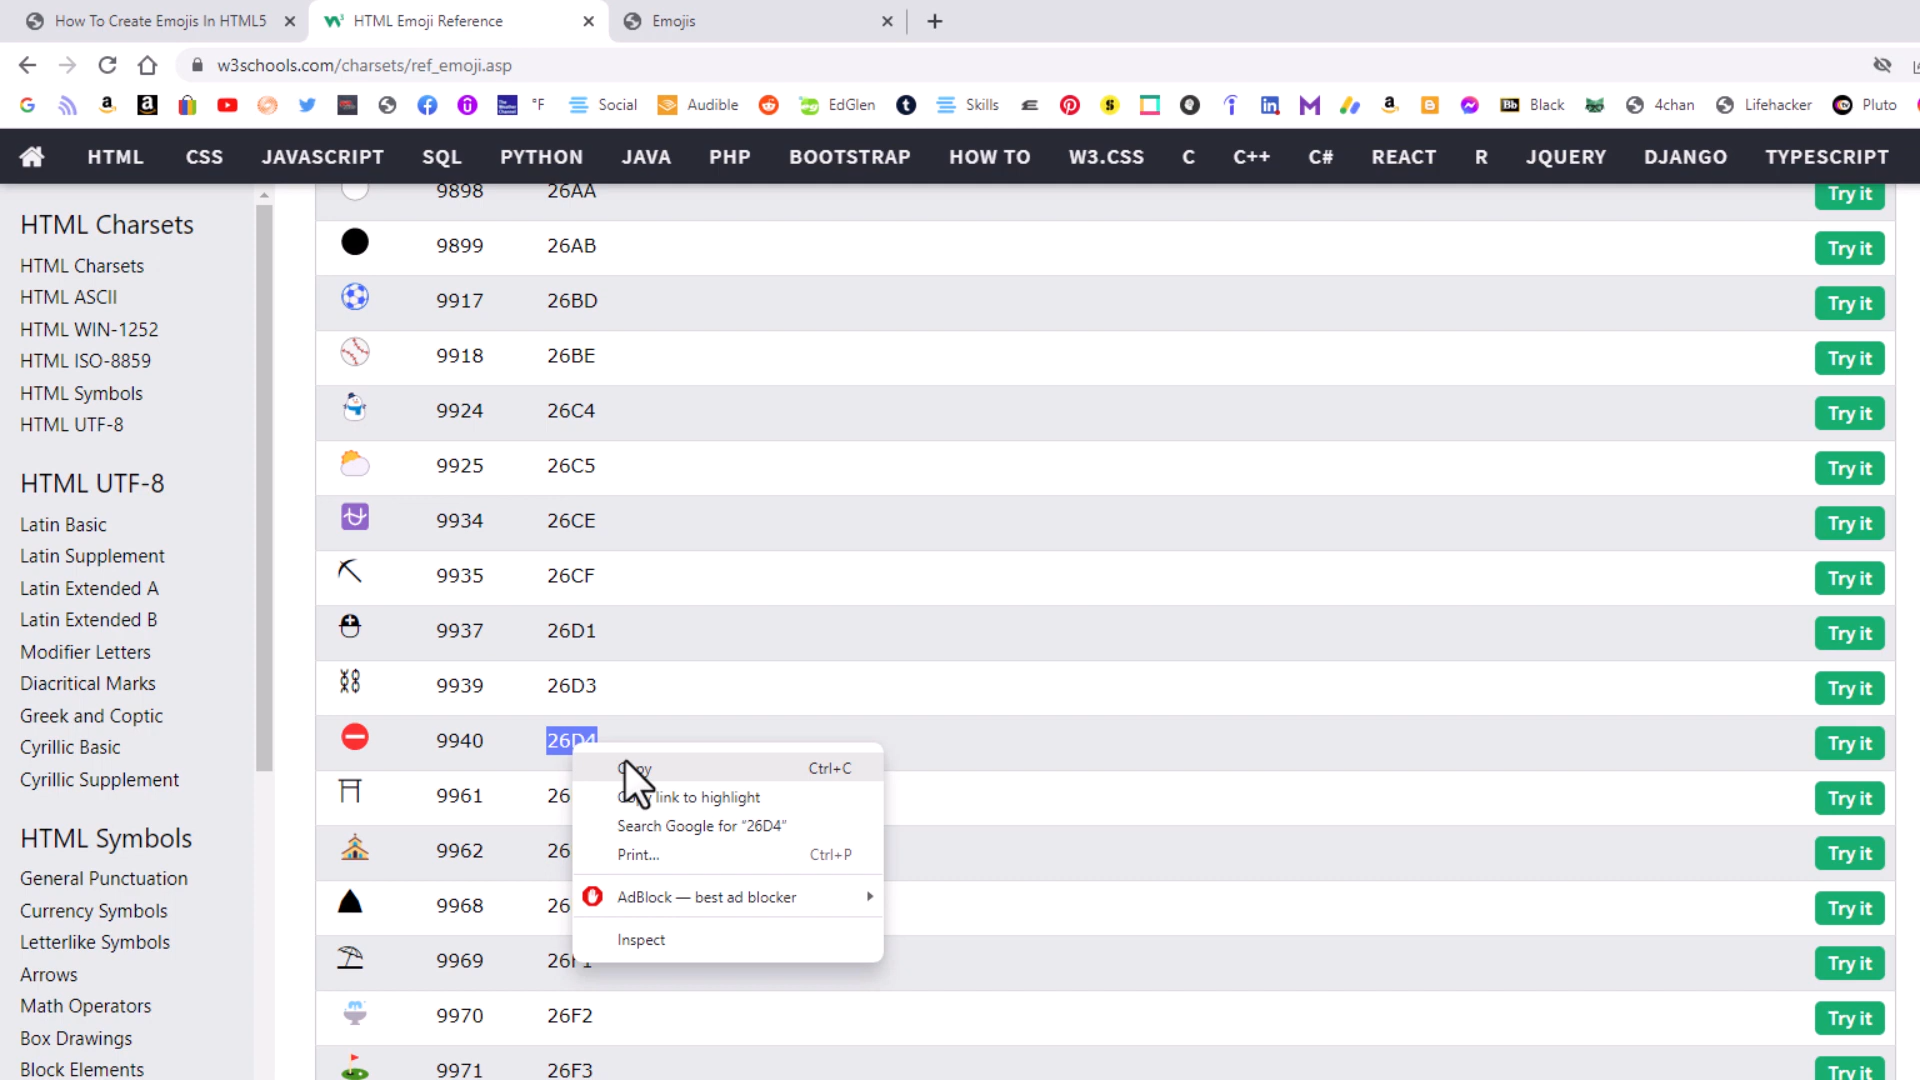 How To Create Emojis In HTML5
HTML Emoji Reference
Emojis
w3schools.com/charsets/ref_emoji.asp
°F
Social
Audible
EdGlen
Skills
Black
4chan
Lifehacker
Pluto
HTML CSS JAVASCRIPT SQL PYTHON JAVA PHP BOOTSTRAP HOW TO W3.CSS C C++ C# REACT R JQUERY DJANGO TYPESCRIPT
HTML Charsets
HTML Charsets
HTML ASCII
HTML WIN-1252
HTML ISO-8859
HTML Symbols
HTML UTF-8
HTML UTF-8
Latin Basic
Latin Supplement
Latin Extended A
Latin Extended B
Modifier Letters
Diacritical Marks
Greek and Coptic
Cyrillic Basic
Cyrillic Supplement
HTML Symbols
General Punctuation
Currency Symbols
Letterlike Symbols
Arrows
Math Operators
Box Drawings
Block Elements
9898 26AA Try it
9899 26AB Try it
9917 26BD Try it
9918 26BE Try it
9924 26C4 Try it
9925 26C5 Try it
9934 26CE Try it
9935 26CF Try it
9937 26D1 Try it
9939 26D3 Try it
9940 26D4 Try it
9961 26 Try it
9962 26 Try it
9968 26 Try it
9969 26F1 Try it
9970 26F2 Try it
9971 26F3 Try it
Copy Ctrl+C
Copy link to highlight
Search Google for “26D4”
Print... Ctrl+P
AdBlock — best ad blocker
Inspect